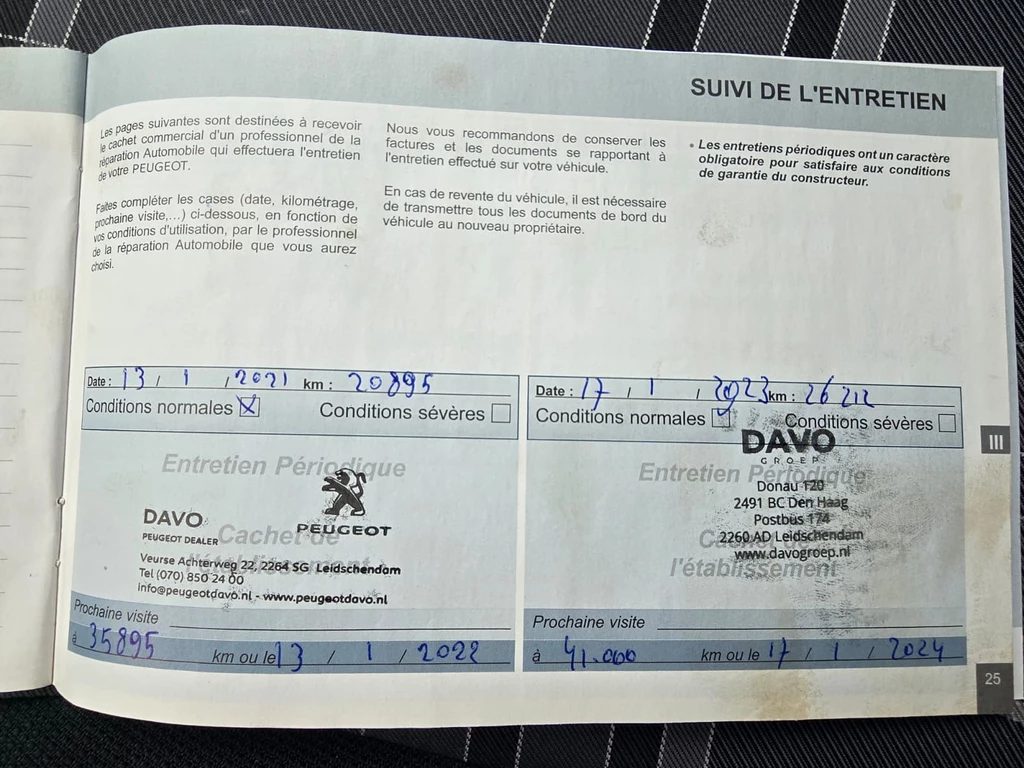 SUIVI DE L'ENTRETIEN
Les pages suivantes sont destinées à recevoir
le cachet commercial d'un professionnel de la
réparation Automobile qui effectuera l'entretien
de votre PEUGEOT.
Faites compléter les cases (date, kilométrage,
prochaine visite,...) ci-dessous, en fonction de
vos conditions d'utilisation, par le professionnel
de la réparation Automobile que vous aurez
choisi.
Nous vous recommandons de conserver les
factures et les documents se rapportant à
l'entretien effectué sur votre véhicule.
En cas de revente du véhicule, il est nécessaire
de transmettre tous les documents de bord du
véhicule au nouveau propriétaire.
• Les entretiens périodiques ont un caractère
obligatoire pour satisfaire aux conditions
de garantie du constructeur.
Date : 13 / 1 / 2021 km : 20895
Conditions normales Conditions sévères
Entretien Périodique
PEUGEOT
DAVO
PEUGEOT DEALER
Cachet de
l'établissement
Veurse Achterweg 22, 2264 SG Leidschendam
Tel (070) 850 24 00
info@peugeotdavo.nl - www.peugeotdavo.nl
Prochaine visite
à 35895 km ou le 13 / 1 / 2022
Date : 17 / 1 / 2023 km : 26 212
Conditions normales Conditions sévères
DAVO
GROEP
Entretien Périodique
Donau 120
2491 BC Den Haag
Postbus 174
2260 AD Leidschendam
www.davogroep.nl
Cachet de
l'établissement
Prochaine visite
à 41.000 km ou le 17 / 1 / 2024
III
25